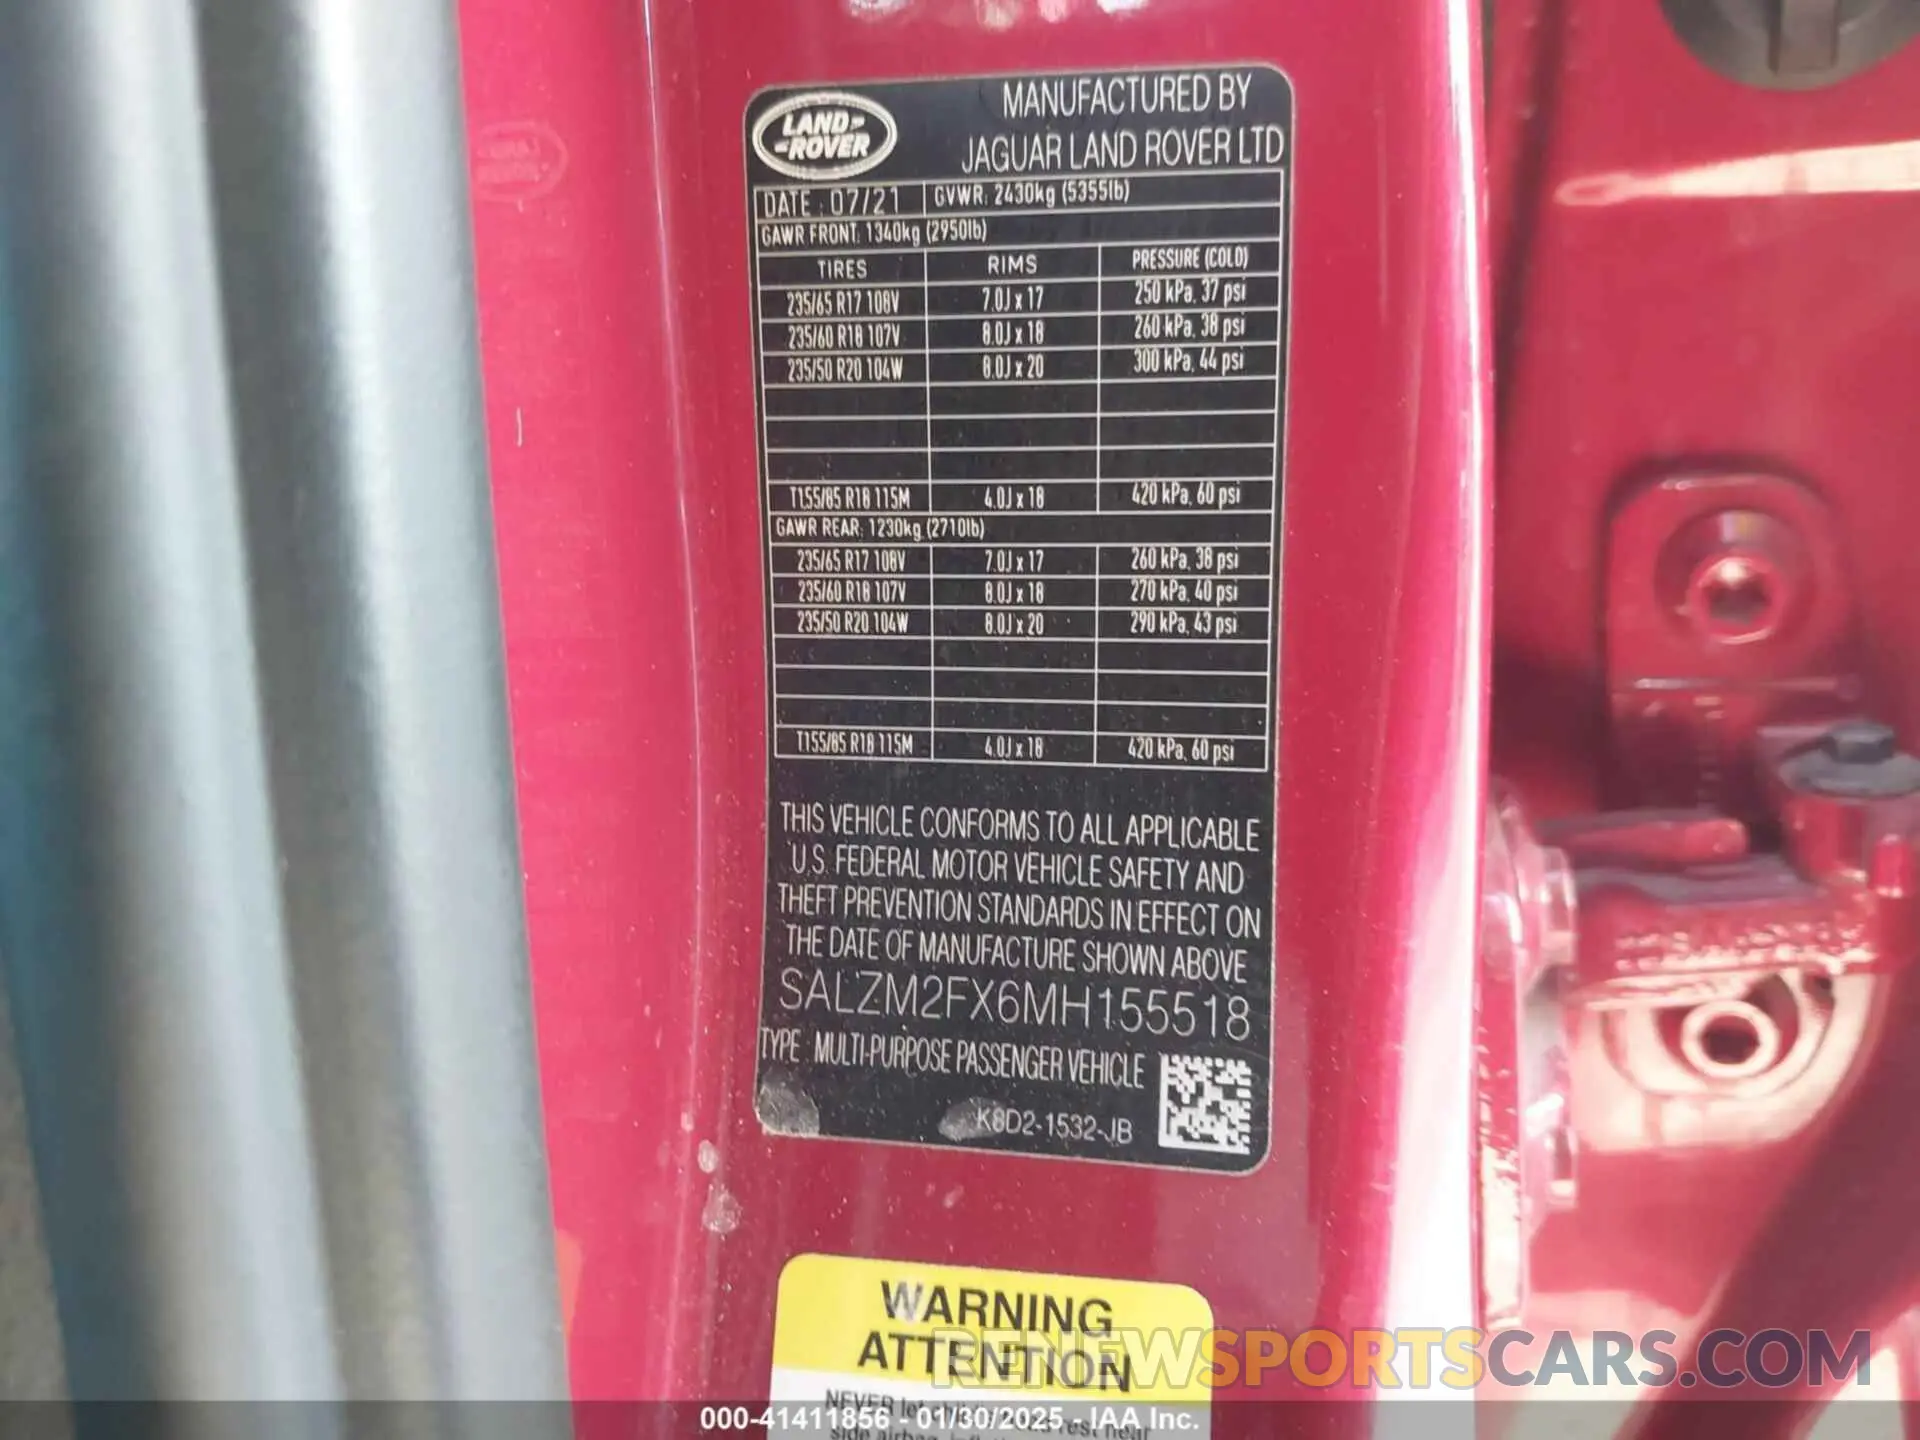 LAND-
-ROVER
MANUFACTURED BY
JAGUAR LAND ROVER LTD
DATE : 07/21 GVWR: 2430kg (5355lb)
GAWR FRONT: 1340kg (2950lb)
TIRES RIMS PRESSURE (COLD)
235/65 R17 108V 7.0J x 17 250 kPa, 37 psi
235/60 R18 107V 8.0J x 18 260 kPa, 38 psi
235/50 R20 104W 8.0J x 20 300 kPa, 44 psi
T155/85 R18 115M 4.0J x 18 420 kPa, 60 psi
GAWR REAR: 1230kg (2710lb)
235/65 R17 108V 7.0J x 17 260 kPa, 38 psi
235/60 R18 107V 8.0J x 18 270 kPa, 40 psi
235/50 R20 104W 8.0J x 20 290 kPa, 43 psi
T155/85 R18 115M 4.0J x 18 420 kPa, 60 psi
THIS VEHICLE CONFORMS TO ALL APPLICABLE
U.S. FEDERAL MOTOR VEHICLE SAFETY AND
THEFT PREVENTION STANDARDS IN EFFECT ON
THE DATE OF MANUFACTURE SHOWN ABOVE
SALZM2FX6MH155518
TYPE MULTI-PURPOSE PASSENGER VEHICLE
K8D2-1532-JB
WARNING
ATTENTION
RENEWSPORTSCARS.COM
NEVER let rest near
000-41411856 - 01/30/2025 - IAA Inc.
side